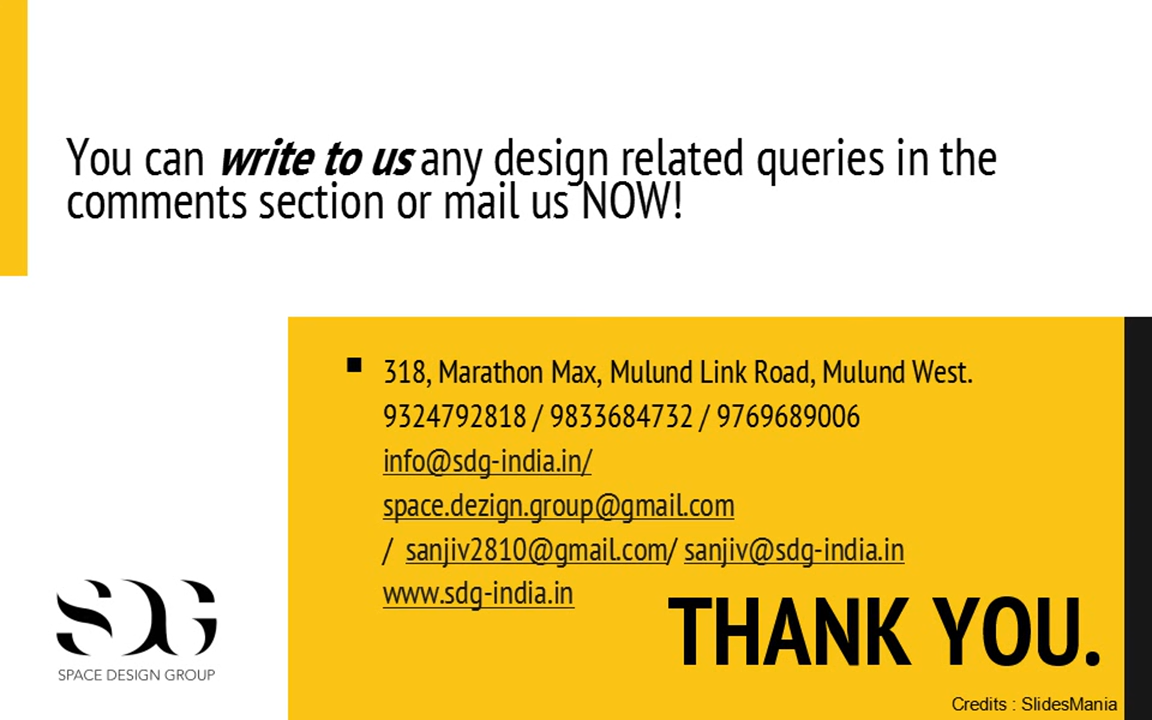 You can write to us any design related queries in the
comments section or mail us NOW!
318, Marathon Max, Mulund Link Road, Mulund West.
9324792818 / 9833684732 / 9769689006
info@sdg-india.in/
space.dezign.group@gmail.com
/ sanjiv2810@gmail.com/ sanjiv@sdg-india.in
www.sdg-india.in
THANK YOU.
SDG
SPACE DESIGN GROUP
Credits : SlidesMania